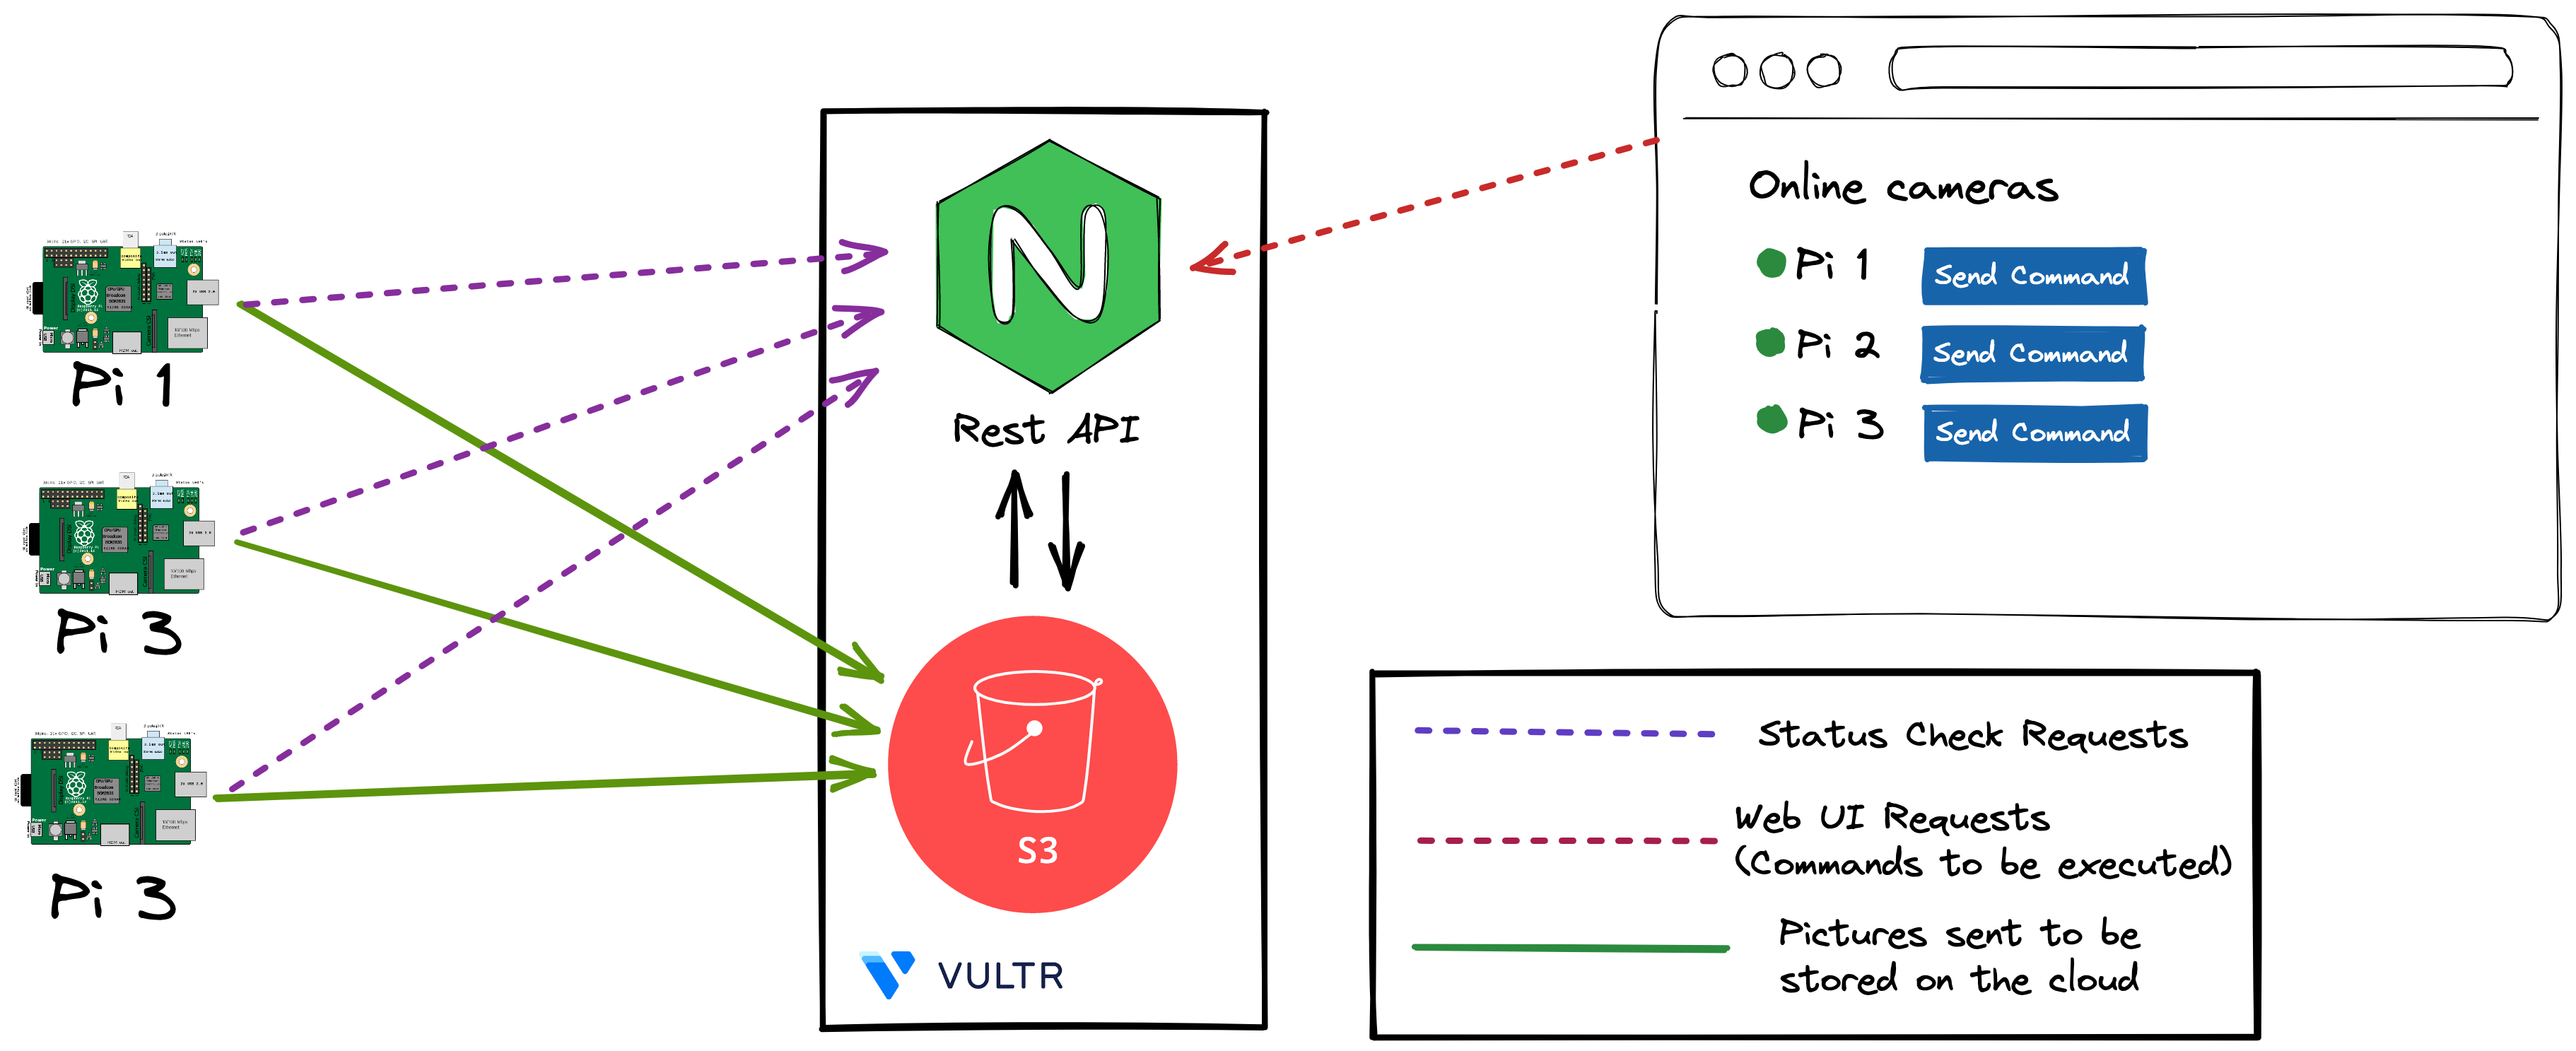 Pi 1
Pi 3
Pi 3
Rest API
S3
VULTR
Online cameras
Pi 1 Send Command
Pi 2 Send Command
Pi 3 Send Command
Status Check Requests
Web UI Requests
(Commands to be executed)
Pictures sent to be
stored on the cloud